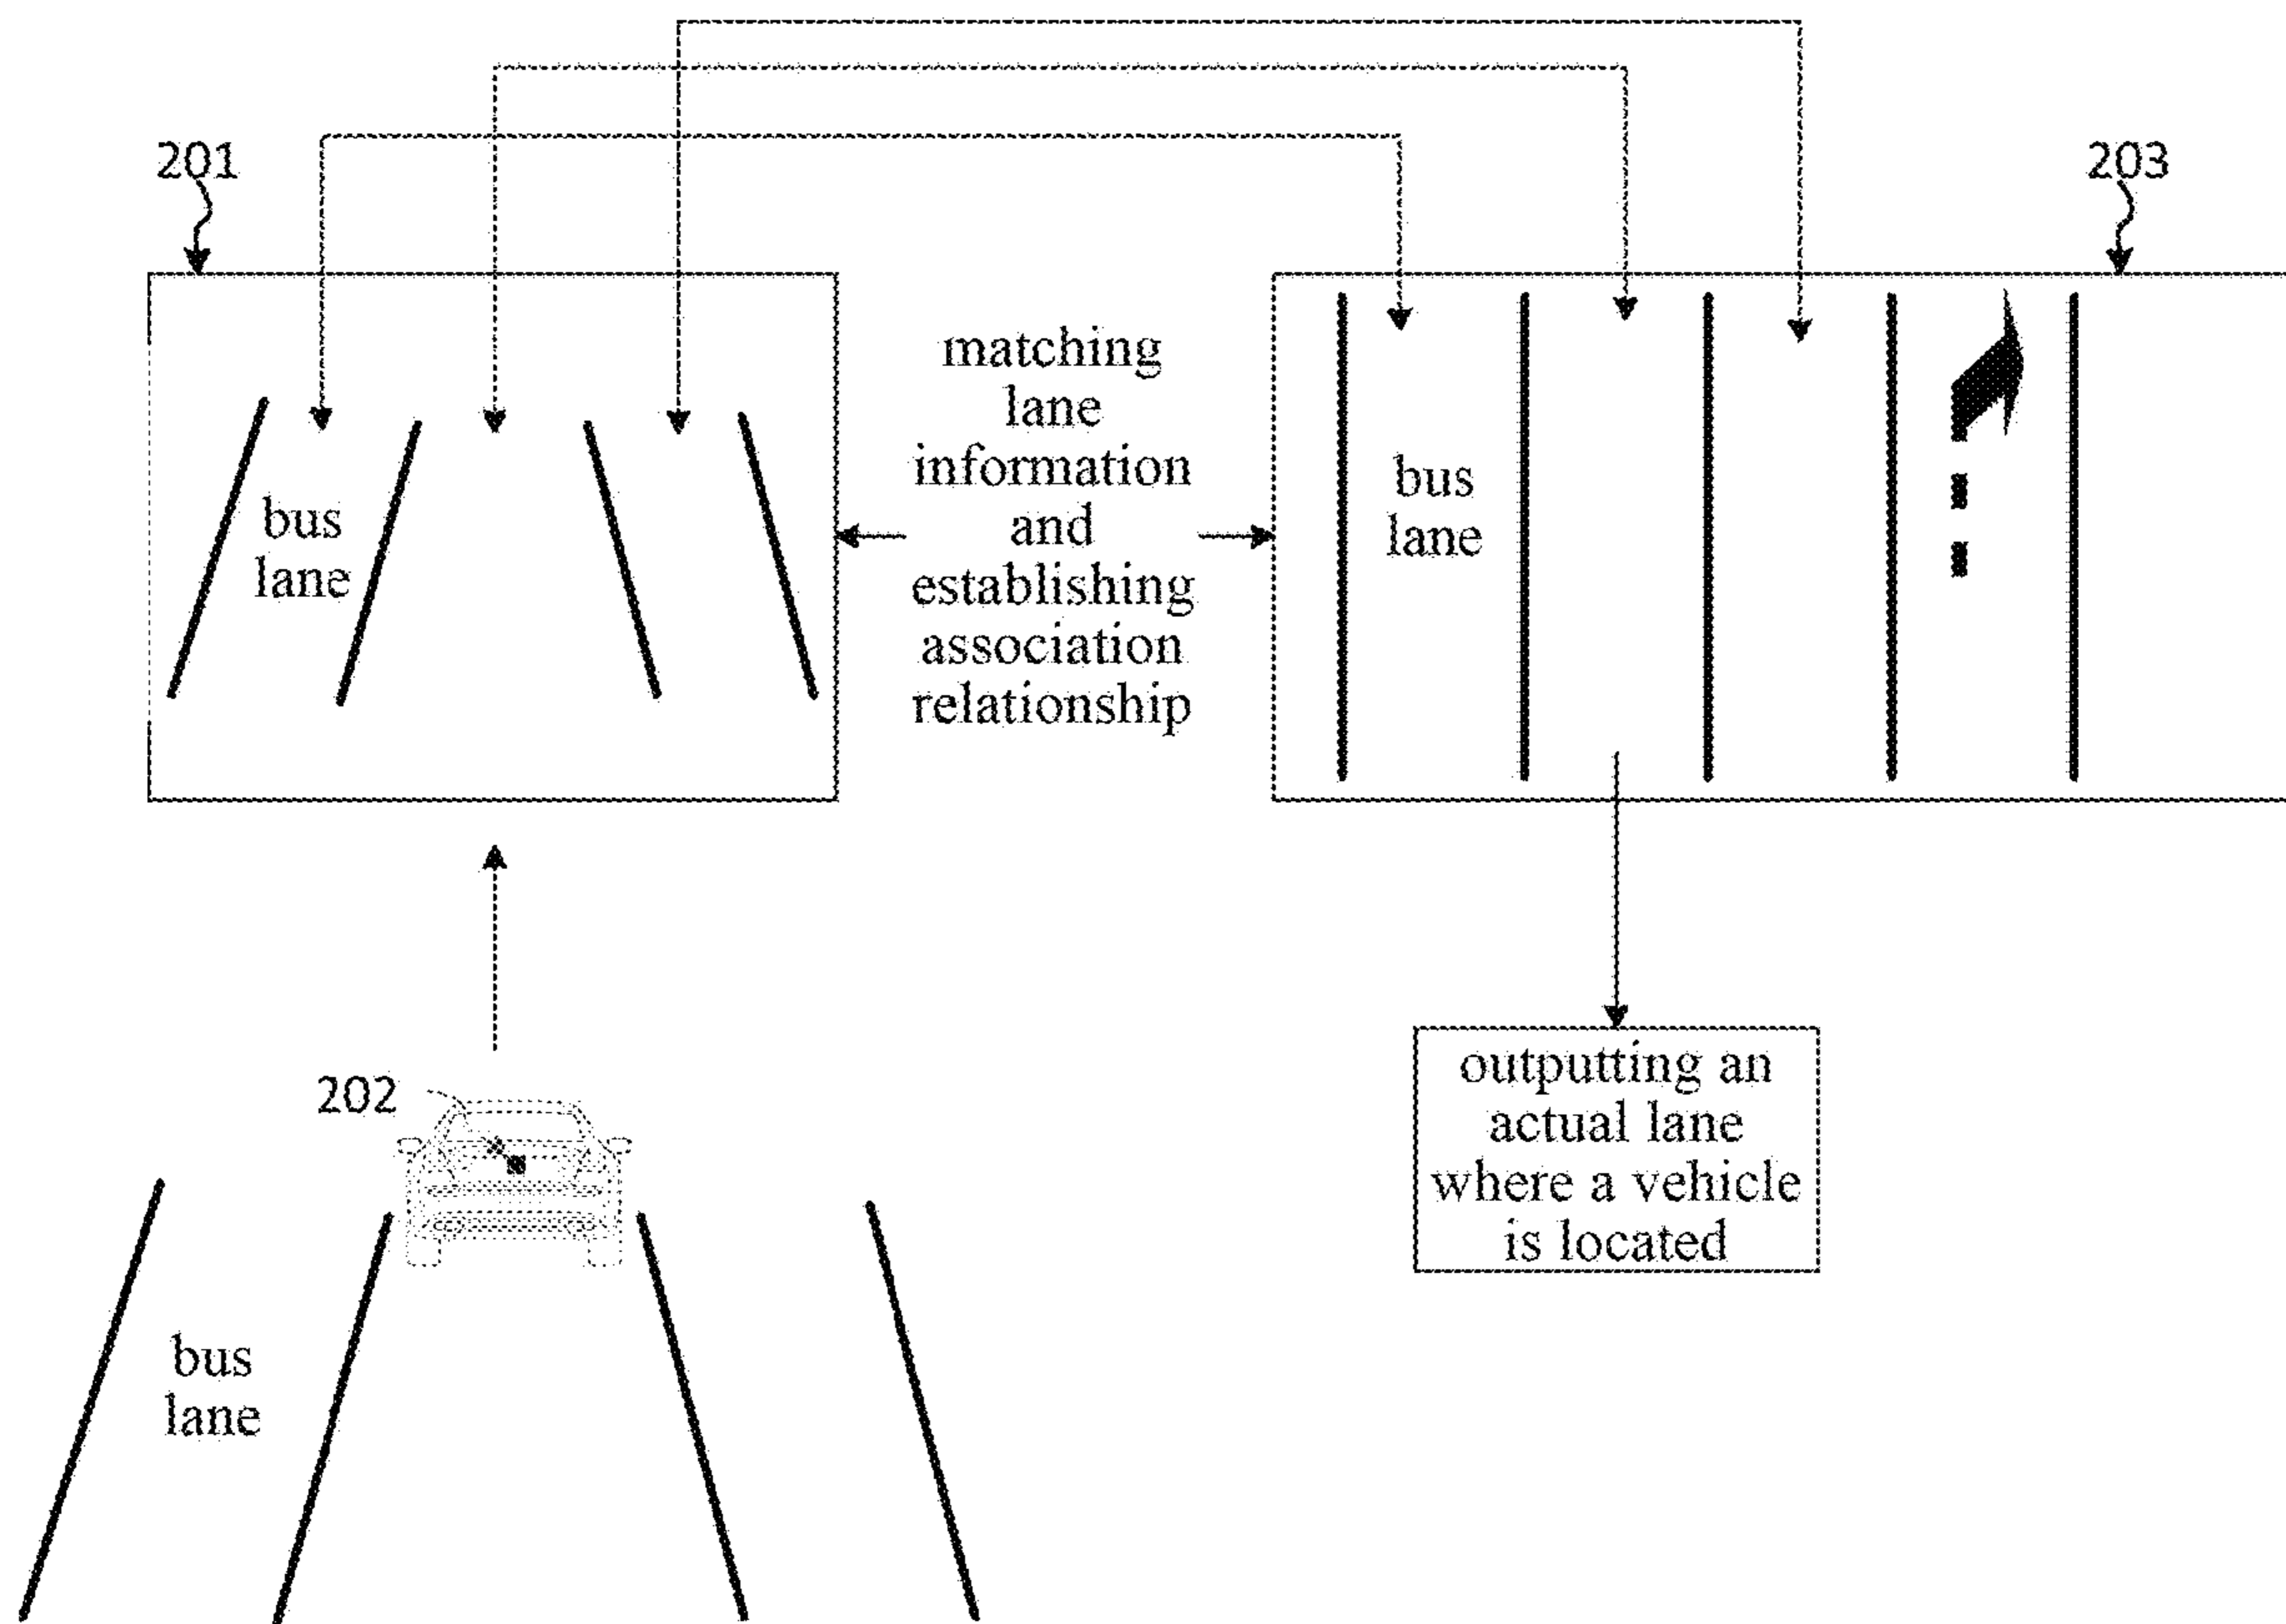 201
203
bus
lane
matching
lane
information
and
establishing
association
relationship
bus
lane
202
bus
lane
outputting an
actual lane
where a vehicle
is located